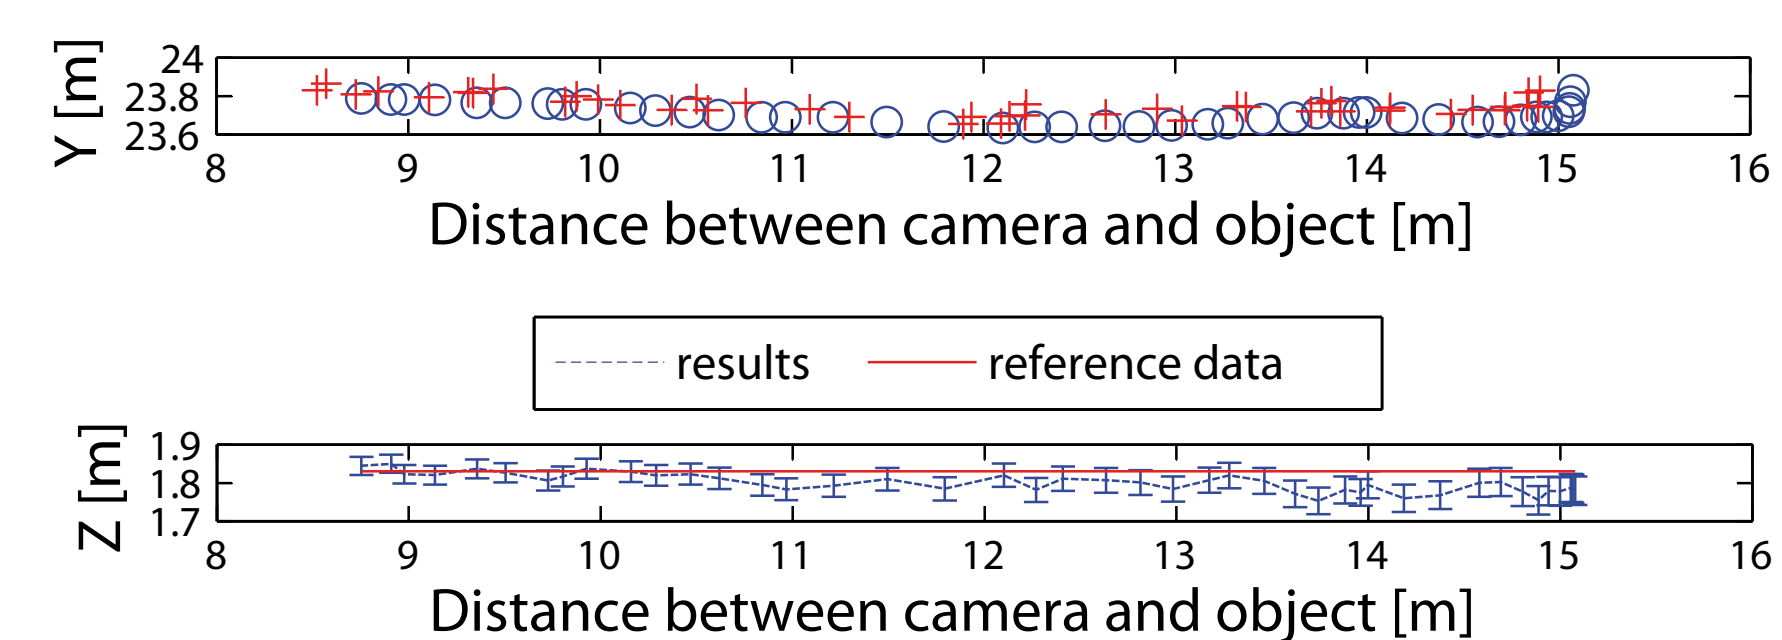 Y [m]
24
23.8
23.6
8 9 10 11 12 13 14 15 16
Distance between camera and object [m]
results reference data
Z [m]
1.9
1.8
1.7
8 9 10 11 12 13 14 15 16
Distance between camera and object [m]